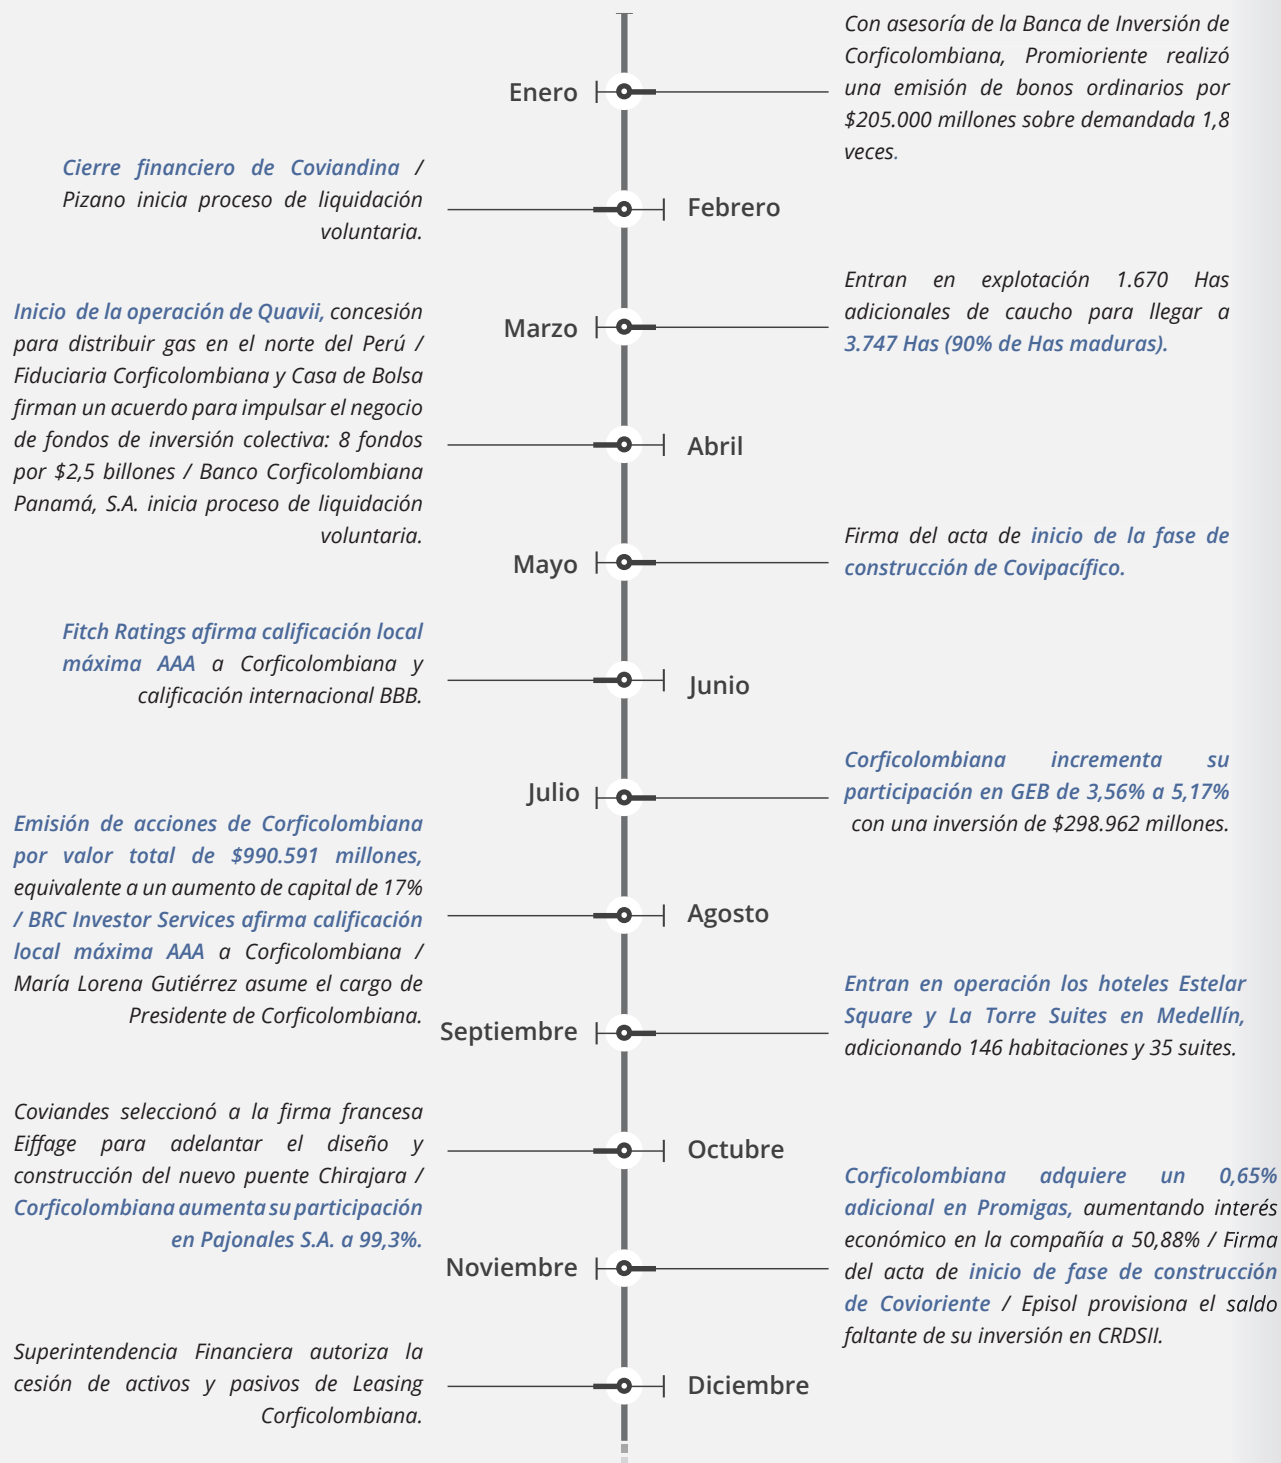 Enero
Con asesoría de la Banca de Inversión de
Corficolombiana, Promioriente realizó
una emisión de bonos ordinarios por
$205.000 millones sobre demandada 1,8
veces.
Cierre financiero de Coviandina /
Pizano inicia proceso de liquidación
voluntaria.
Febrero
Marzo
Entran en explotación 1.670 Has
adicionales de caucho para llegar a
3.747 Has (90% de Has maduras).
Inicio de la operación de Quavii, concesión
para distribuir gas en el norte del Perú /
Fiduciaria Corficolombiana y Casa de Bolsa
firman un acuerdo para impulsar el negocio
de fondos de inversión colectiva: 8 fondos
por $2,5 billones / Banco Corficolombiana
Panamá, S.A. inicia proceso de liquidación
voluntaria.
Abril
Mayo
Firma del acta de inicio de la fase de
construcción de Covipacífico.
Fitch Ratings afirma calificación local
máxima AAA a Corficolombiana y
calificación internacional BBB.
Junio
Julio
Corficolombiana incrementa su
participación en GEB de 3,56% a 5,17%
con una inversión de $298.962 millones.
Emisión de acciones de Corficolombiana
por valor total de $990.591 millones,
equivalente a un aumento de capital de 17%
/ BRC Investor Services afirma calificación
local máxima AAA a Corficolombiana /
María Lorena Gutiérrez asume el cargo de
Presidente de Corficolombiana.
Agosto
Septiembre
Entran en operación los hoteles Estelar
Square y La Torre Suites en Medellín,
adicionando 146 habitaciones y 35 suites.
Coviandes seleccionó a la firma francesa
Eiffage para adelantar el diseño y
construcción del nuevo puente Chirajara /
Corficolombiana aumenta su participación
en Pajonales S.A. a 99,3%.
Octubre
Noviembre
Corficolombiana adquiere un 0,65%
adicional en Promigas, aumentando interés
económico en la compañía a 50,88% / Firma
del acta de inicio de fase de construcción
de Covioriente / Episol provisiona el saldo
faltante de su inversión en CRDSII.
Superintendencia Financiera autoriza la
cesión de activos y pasivos de Leasing
Corficolombiana.
Diciembre